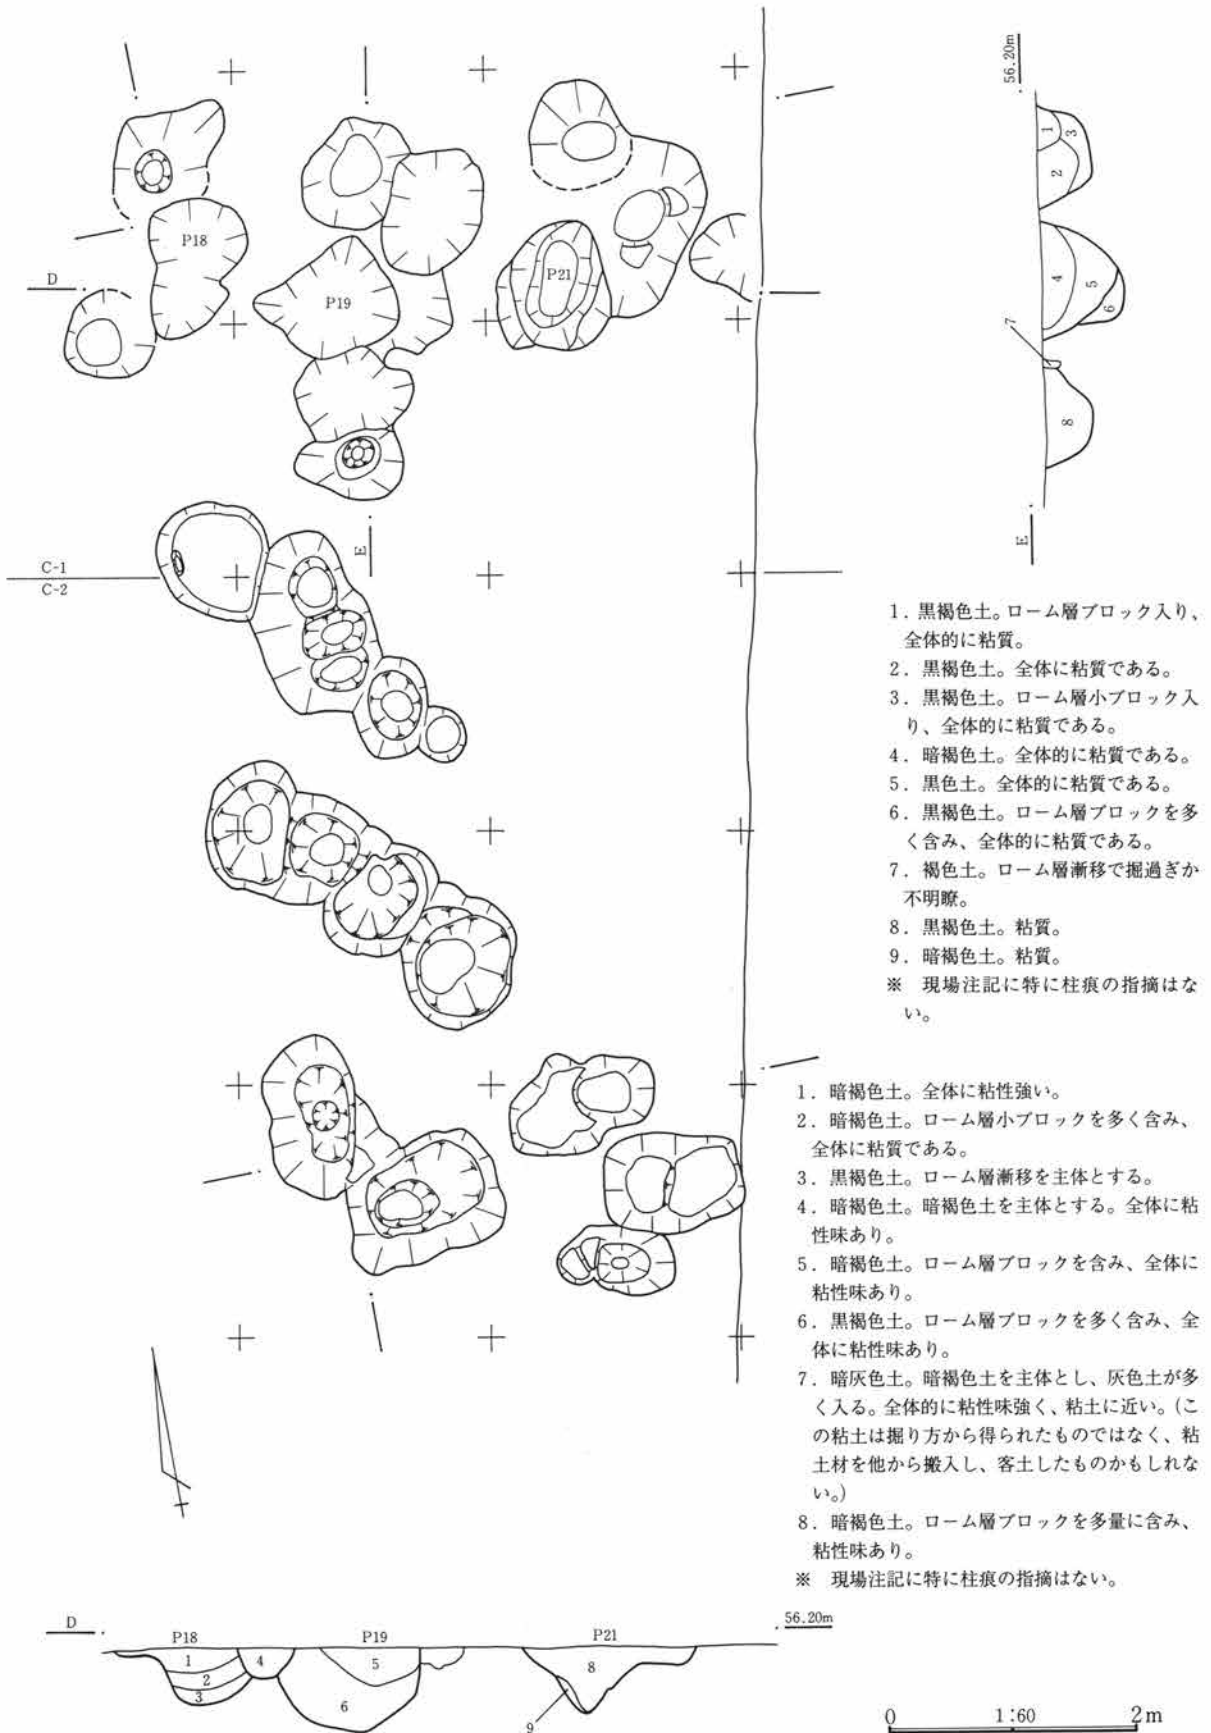 56.20m
1
3
2
P18
D
P19
P21
4
5
6
7
8
E
E
C-1
C-2
1．黒褐色土。ローム層ブロック入り、
全体的に粘質。
2．黒褐色土。全体に粘質である。
3．黒褐色土。ローム層小ブロック入
り、全体的に粘質である。
4．暗褐色土。全体的に粘質である。
5．黒色土。全体的に粘質である。
6．黒褐色土。ローム層ブロックを多
く含み、全体的に粘質である。
7．褐色土。ローム層漸移で掘過ぎか
不明瞭。
8．黒褐色土。粘質。
9．暗褐色土。粘質。
※　現場注記に特に柱痕の指摘はな
い。
1．暗褐色土。全体に粘性強い。
2．暗褐色土。ローム層小ブロックを多く含み、
全体に粘質である。
3．黒褐色土。ローム層漸移を主体とする。
4．暗褐色土。暗褐色土を主体とする。全体に粘
性味あり。
5．暗褐色土。ローム層ブロックを含み、全体に
粘性味あり。
6．黒褐色土。ローム層ブロックを多く含み、全
体に粘性味あり。
7．暗灰色土。暗褐色土を主体とし、灰色土が多
く入る。全体的に粘性味強く、粘土に近い。(こ
の粘土は掘り方から得られたものではなく、粘
土材を他から搬入し、客土したものかもしれな
い。)
8．暗褐色土。ローム層ブロックを多量に含み、
粘性味あり。
※　現場注記に特に柱痕の指摘はない。
D
56.20m
P18
P19
P21
1
4
5
8
2
3
6
9
0 1:60 2m